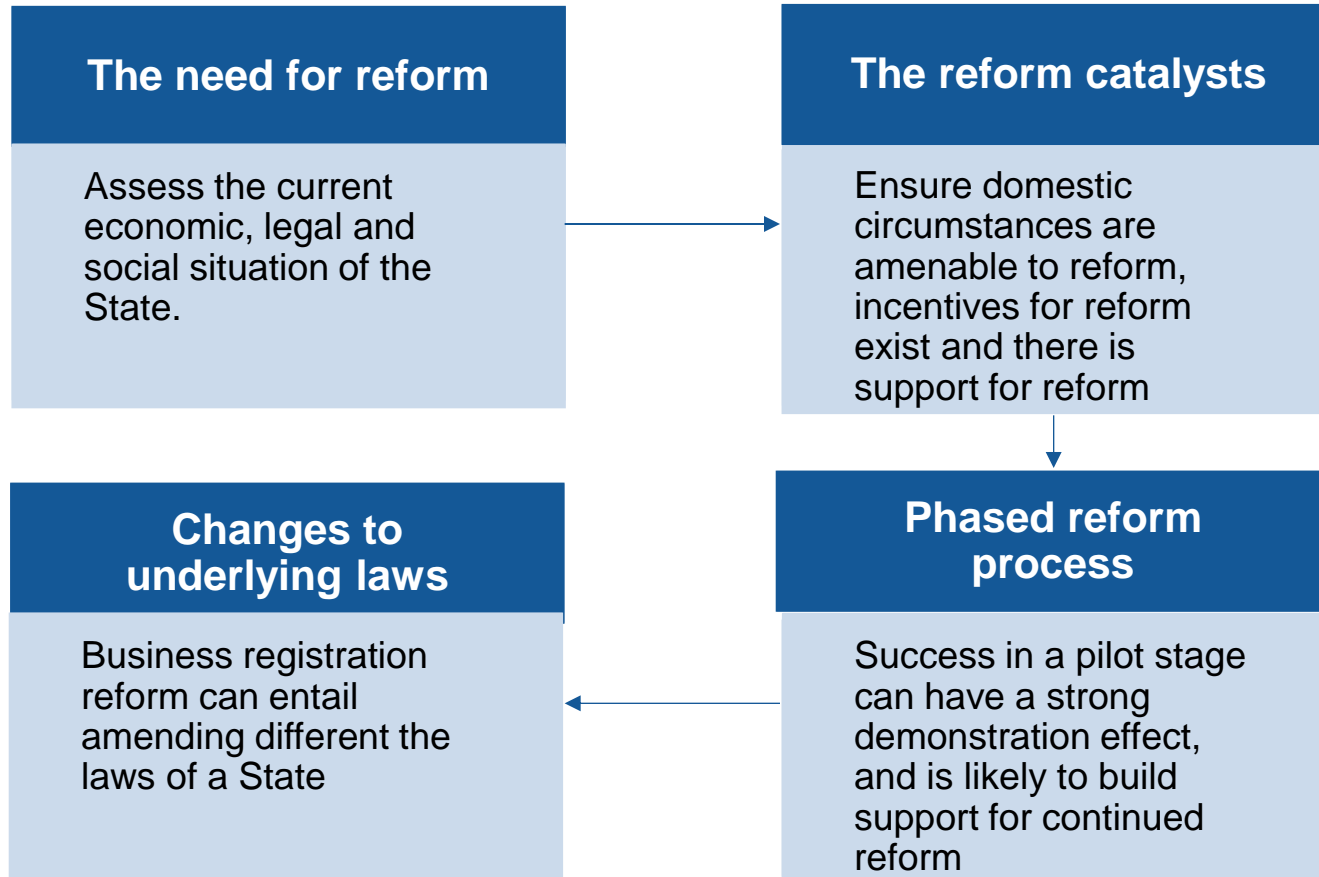 The need for reform
Assess the current
economic, legal and
social situation of the
State.
The reform catalysts
Ensure domestic
circumstances are
amenable to reform,
incentives for reform
exist and there is
support for reform
Phased reform
process
Success in a pilot stage
can have a strong
demonstration effect,
and is likely to build
support for continued
reform
Changes to
underlying laws
Business registration
reform can entail
amending different the
laws of a State